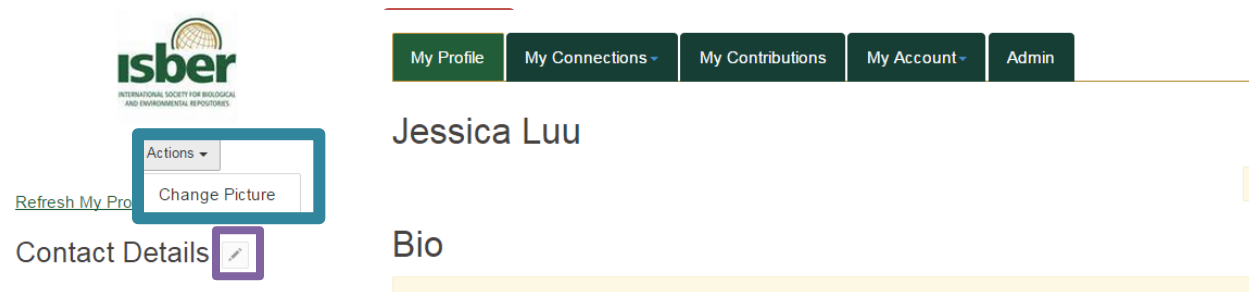 isber
INTERNATIONAL SOCIETY FOR BIOLOGICAL
AND ENVIRONMENTAL REPOSITORIES
Actions
Change Picture
Refresh My Pro
Contact Details
My Profile My Connections My Contributions My Account Admin
Jessica Luu
Bio